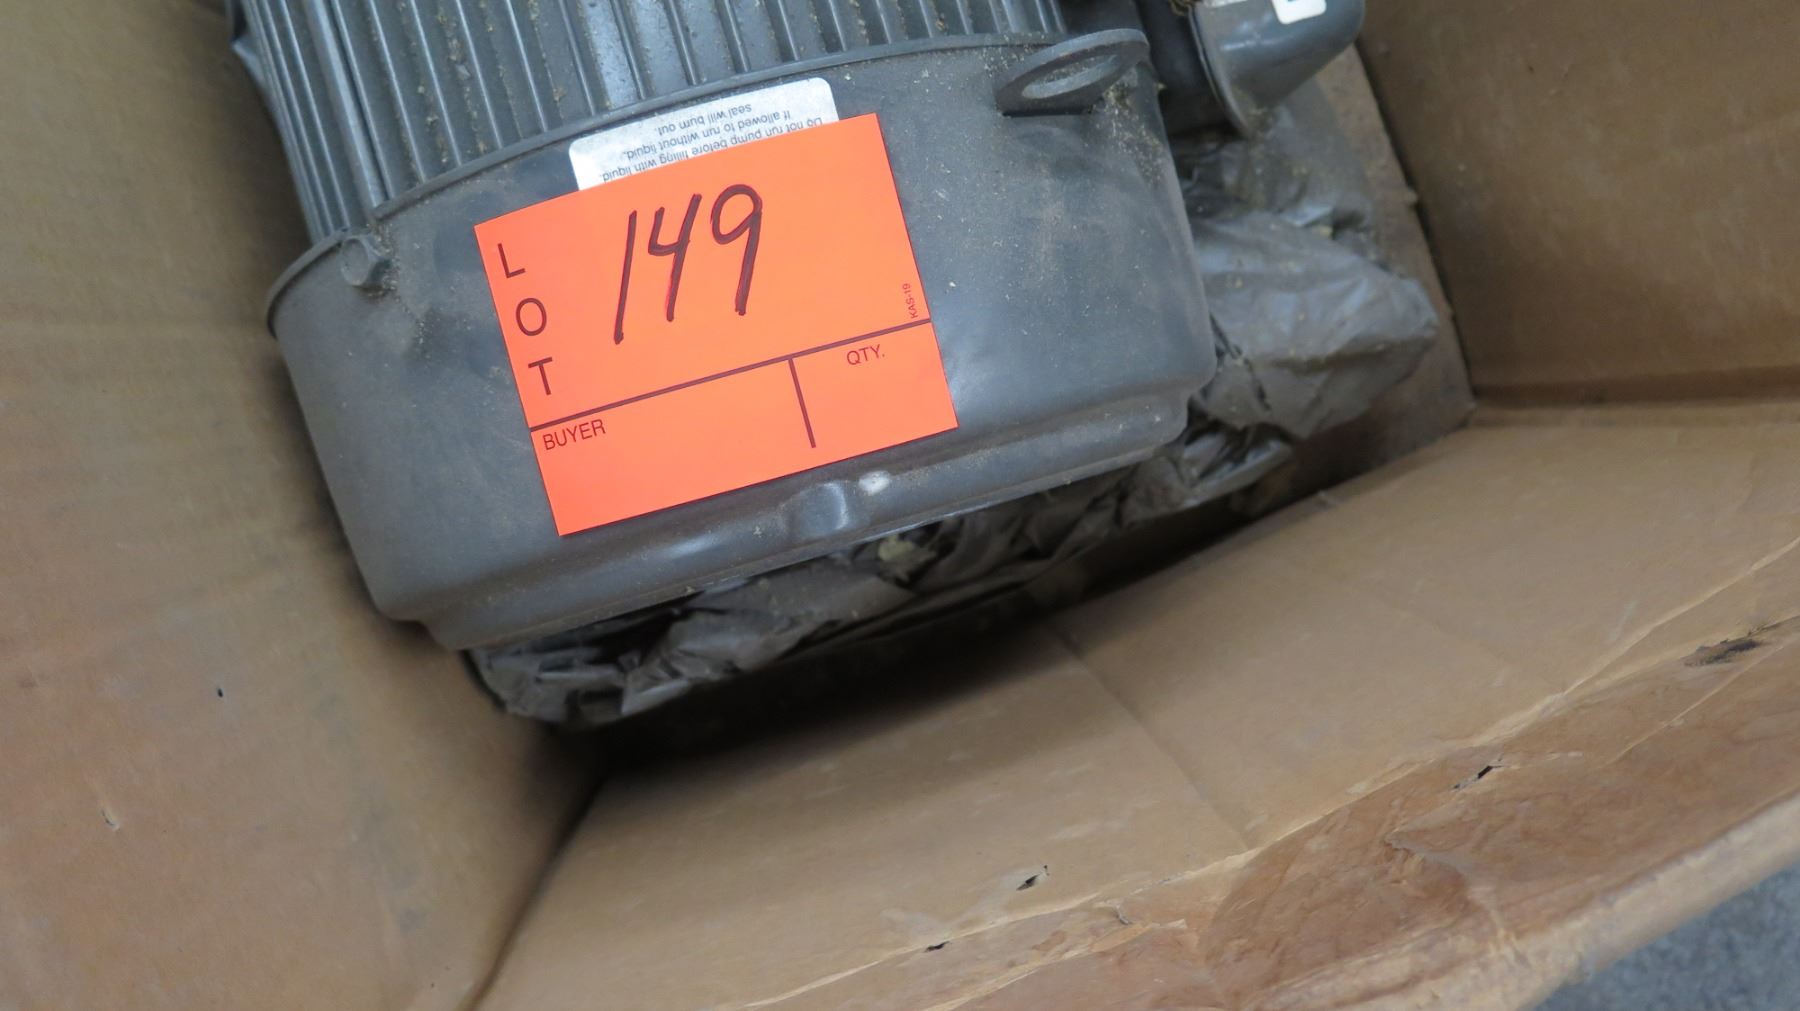 Do not run pump before filling with liquid.
If allowed to run without liquid.
seal will burn out.
LOT
149
KAS-19
BUYER
QTY.